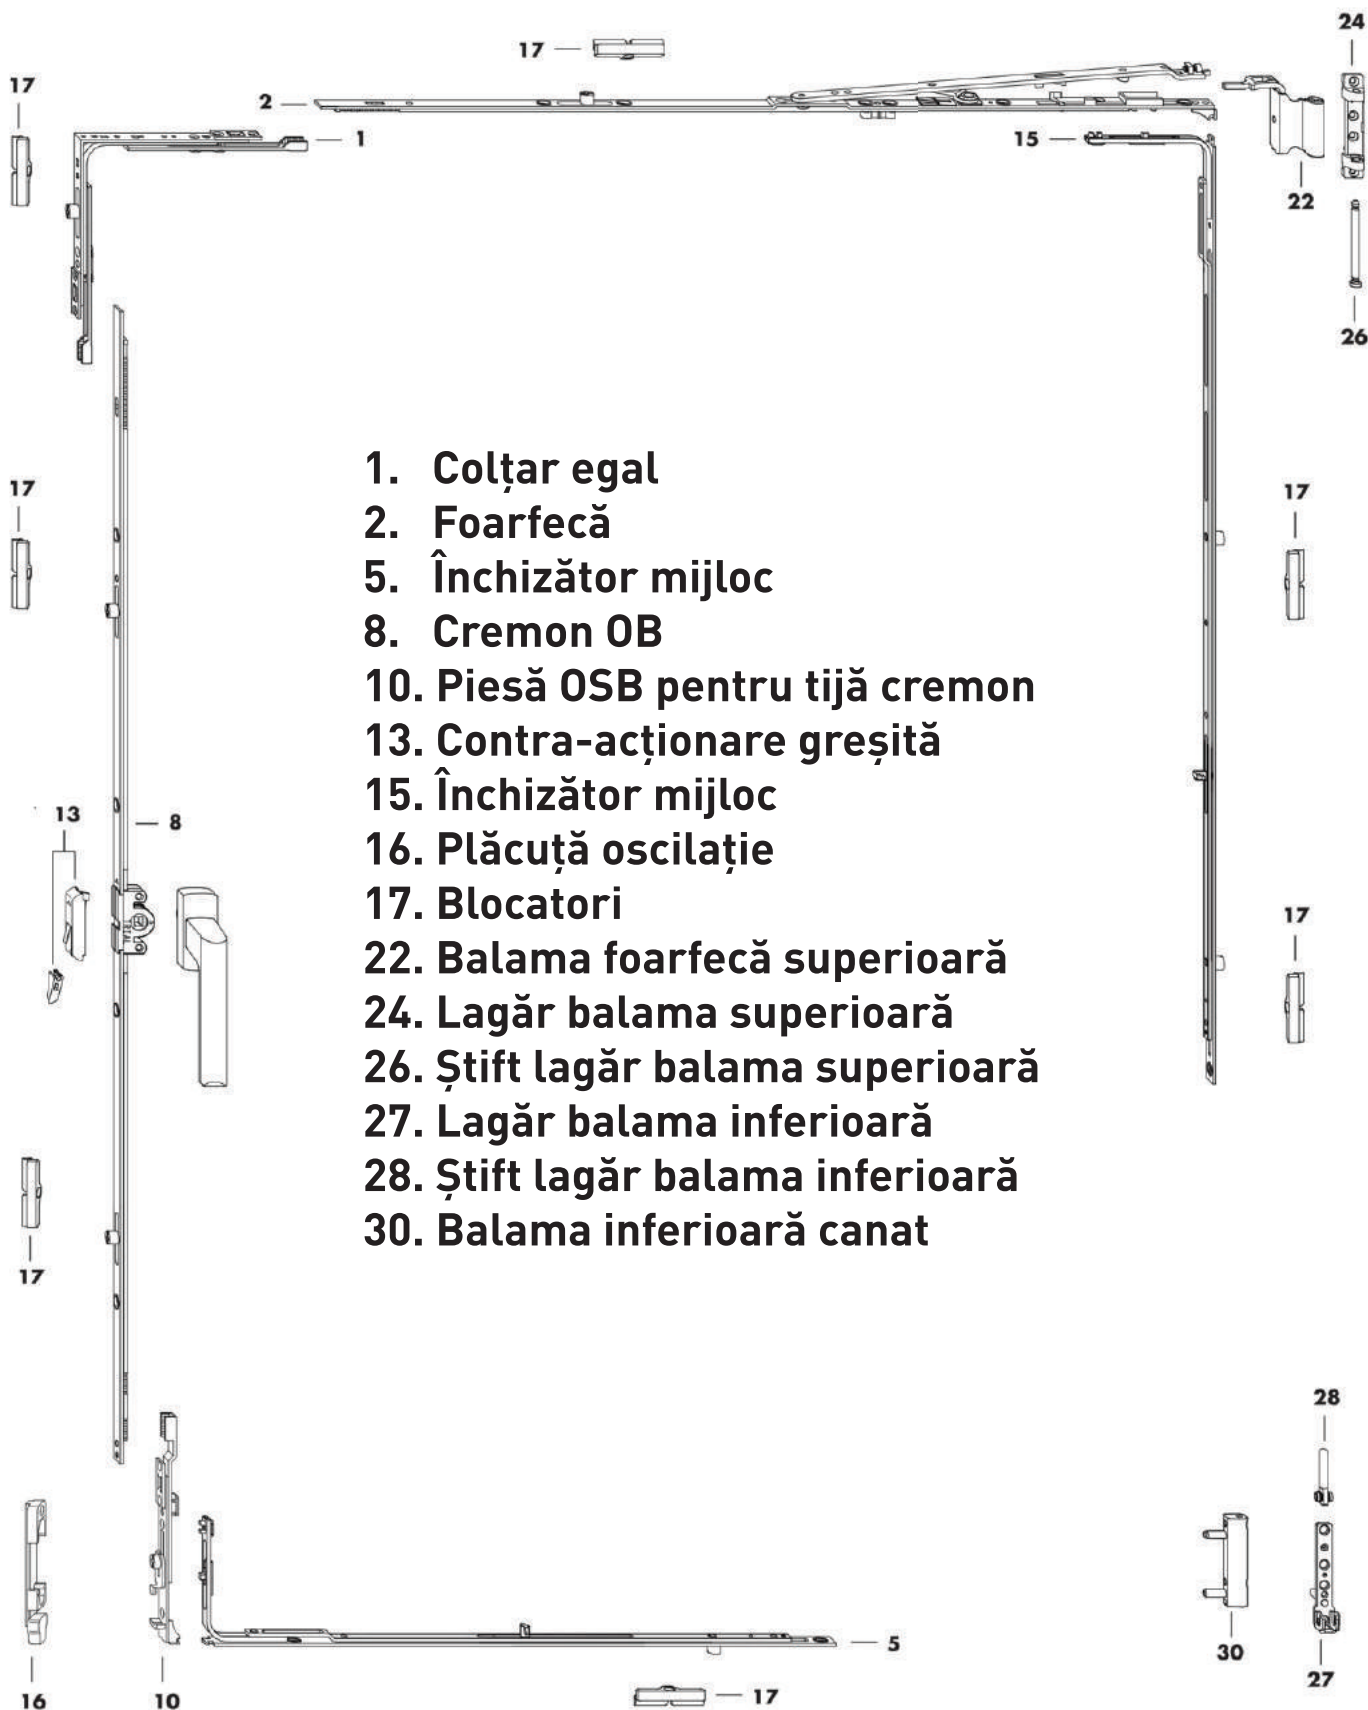 24
17
17
2
1
15
22
26
1. Colțar egal
2. Foarfecă
5. Închizător mijloc
8. Cremon OB
10. Piesă OSB pentru tijă cremon
13. Contra-acționare greșită
15. Închizător mijloc
16. Plăcuță oscilație
17. Blocatori
22. Balama foarfecă superioară
24. Lagăr balama superioară
26. Știft lagăr balama superioară
27. Lagăr balama inferioară
28. Știft lagăr balama inferioară
30. Balama inferioară canat
17
17
13
8
TRIAL
17
17
28
5
30
27
16
10
17